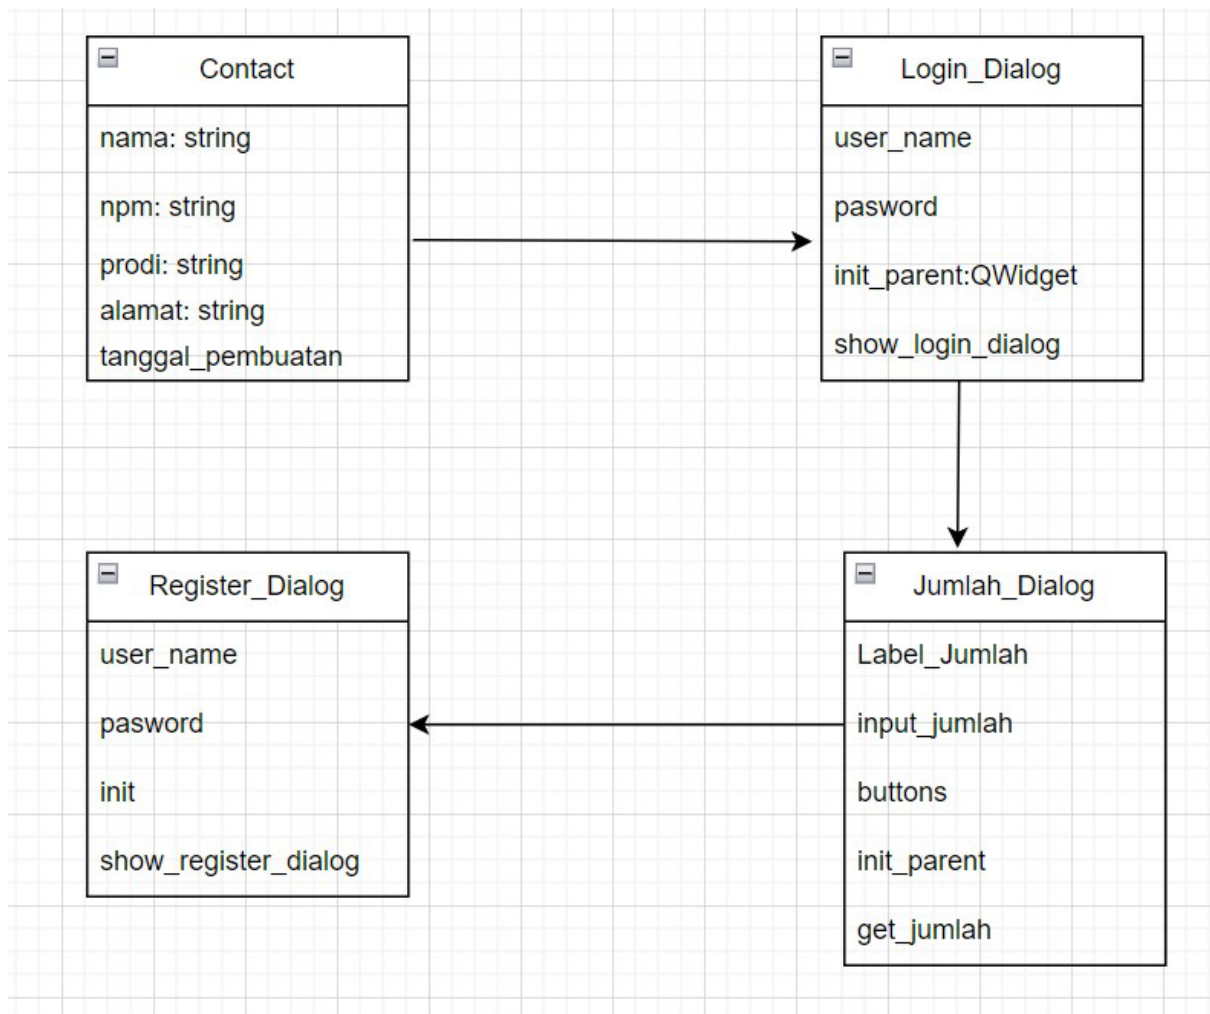 Contact
nama: string
npm: string
prodi: string
alamat: string
tanggal_pembuatan
Login_Dialog
user_name
pasword
init_parent:QWidget
show_login_dialog
Register_Dialog
user_name
pasword
init
show_register_dialog
Jumlah_Dialog
Label_Jumlah
input_jumlah
buttons
init_parent
get_jumlah